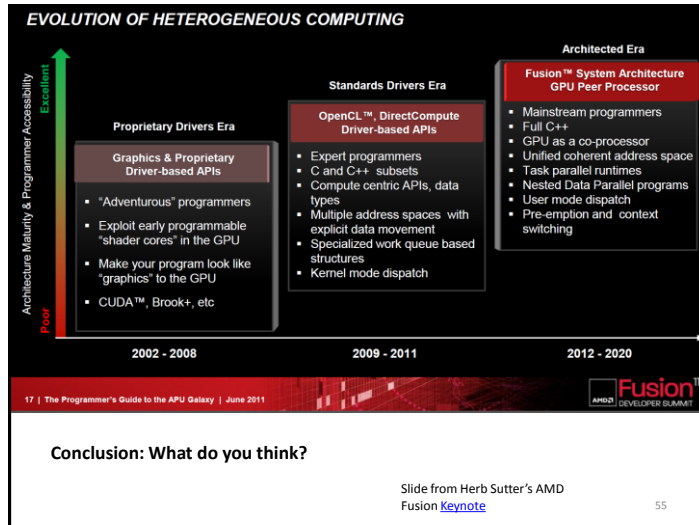 EVOLUTION OF HETEROGENEOUS COMPUTING
Architecture Maturity & Programmer Accessibility
Excellent
Poor
Proprietary Drivers Era
Graphics & Proprietary
Driver-based APIs
▪ “Adventurous” programmers
▪ Exploit early programmable
“shader cores” in the GPU
▪ Make your program look like
“graphics” to the GPU
▪ CUDA™, Brook+, etc
2002 - 2008
Standards Drivers Era
OpenCL™, DirectCompute
Driver-based APIs
▪ Expert programmers
▪ C and C++ subsets
▪ Compute centric APIs, data
types
▪ Multiple address spaces with
explicit data movement
▪ Specialized work queue based
structures
▪ Kernel mode dispatch
2009 - 2011
Architected Era
Fusion™ System Architecture
GPU Peer Processor
▪ Mainstream programmers
▪ Full C++
▪ GPU as a co-processor
▪ Unified coherent address space
▪ Task parallel runtimes
▪ Nested Data Parallel programs
▪ User mode dispatch
▪ Pre-emption and context
switching
2012 - 2020
17 | The Programmer's Guide to the APU Galaxy | June 2011
AMD
Fusion
DEVELOPER SUMMIT
Conclusion: What do you think?
Slide from Herb Sutter’s AMD
Fusion Keynote
55